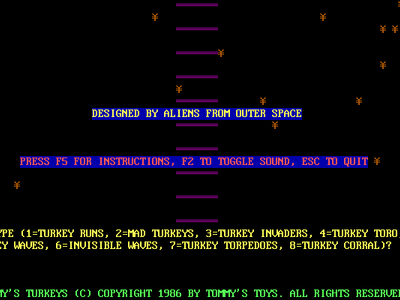 DESIGNED BY ALIENS FROM OUTER SPACE
PRESS F5 FOR INSTRUCTIONS, F2 TO TOGGLE SOUND, ESC TO QUIT
YPE (1=TURKEY RUNS, 2=MAD TURKEYS, 3=TURKEY INVADERS, 4=TURKEY TORO,
EY WAVES, 6=INVISIBLE WAVES, 7=TURKEY TORPEDOES, 8=TURKEY CORRAL)?
MY'S TURKEYS (C) COPYRIGHT 1986 BY TOMMY'S TOYS. ALL RIGHTS RESERVE